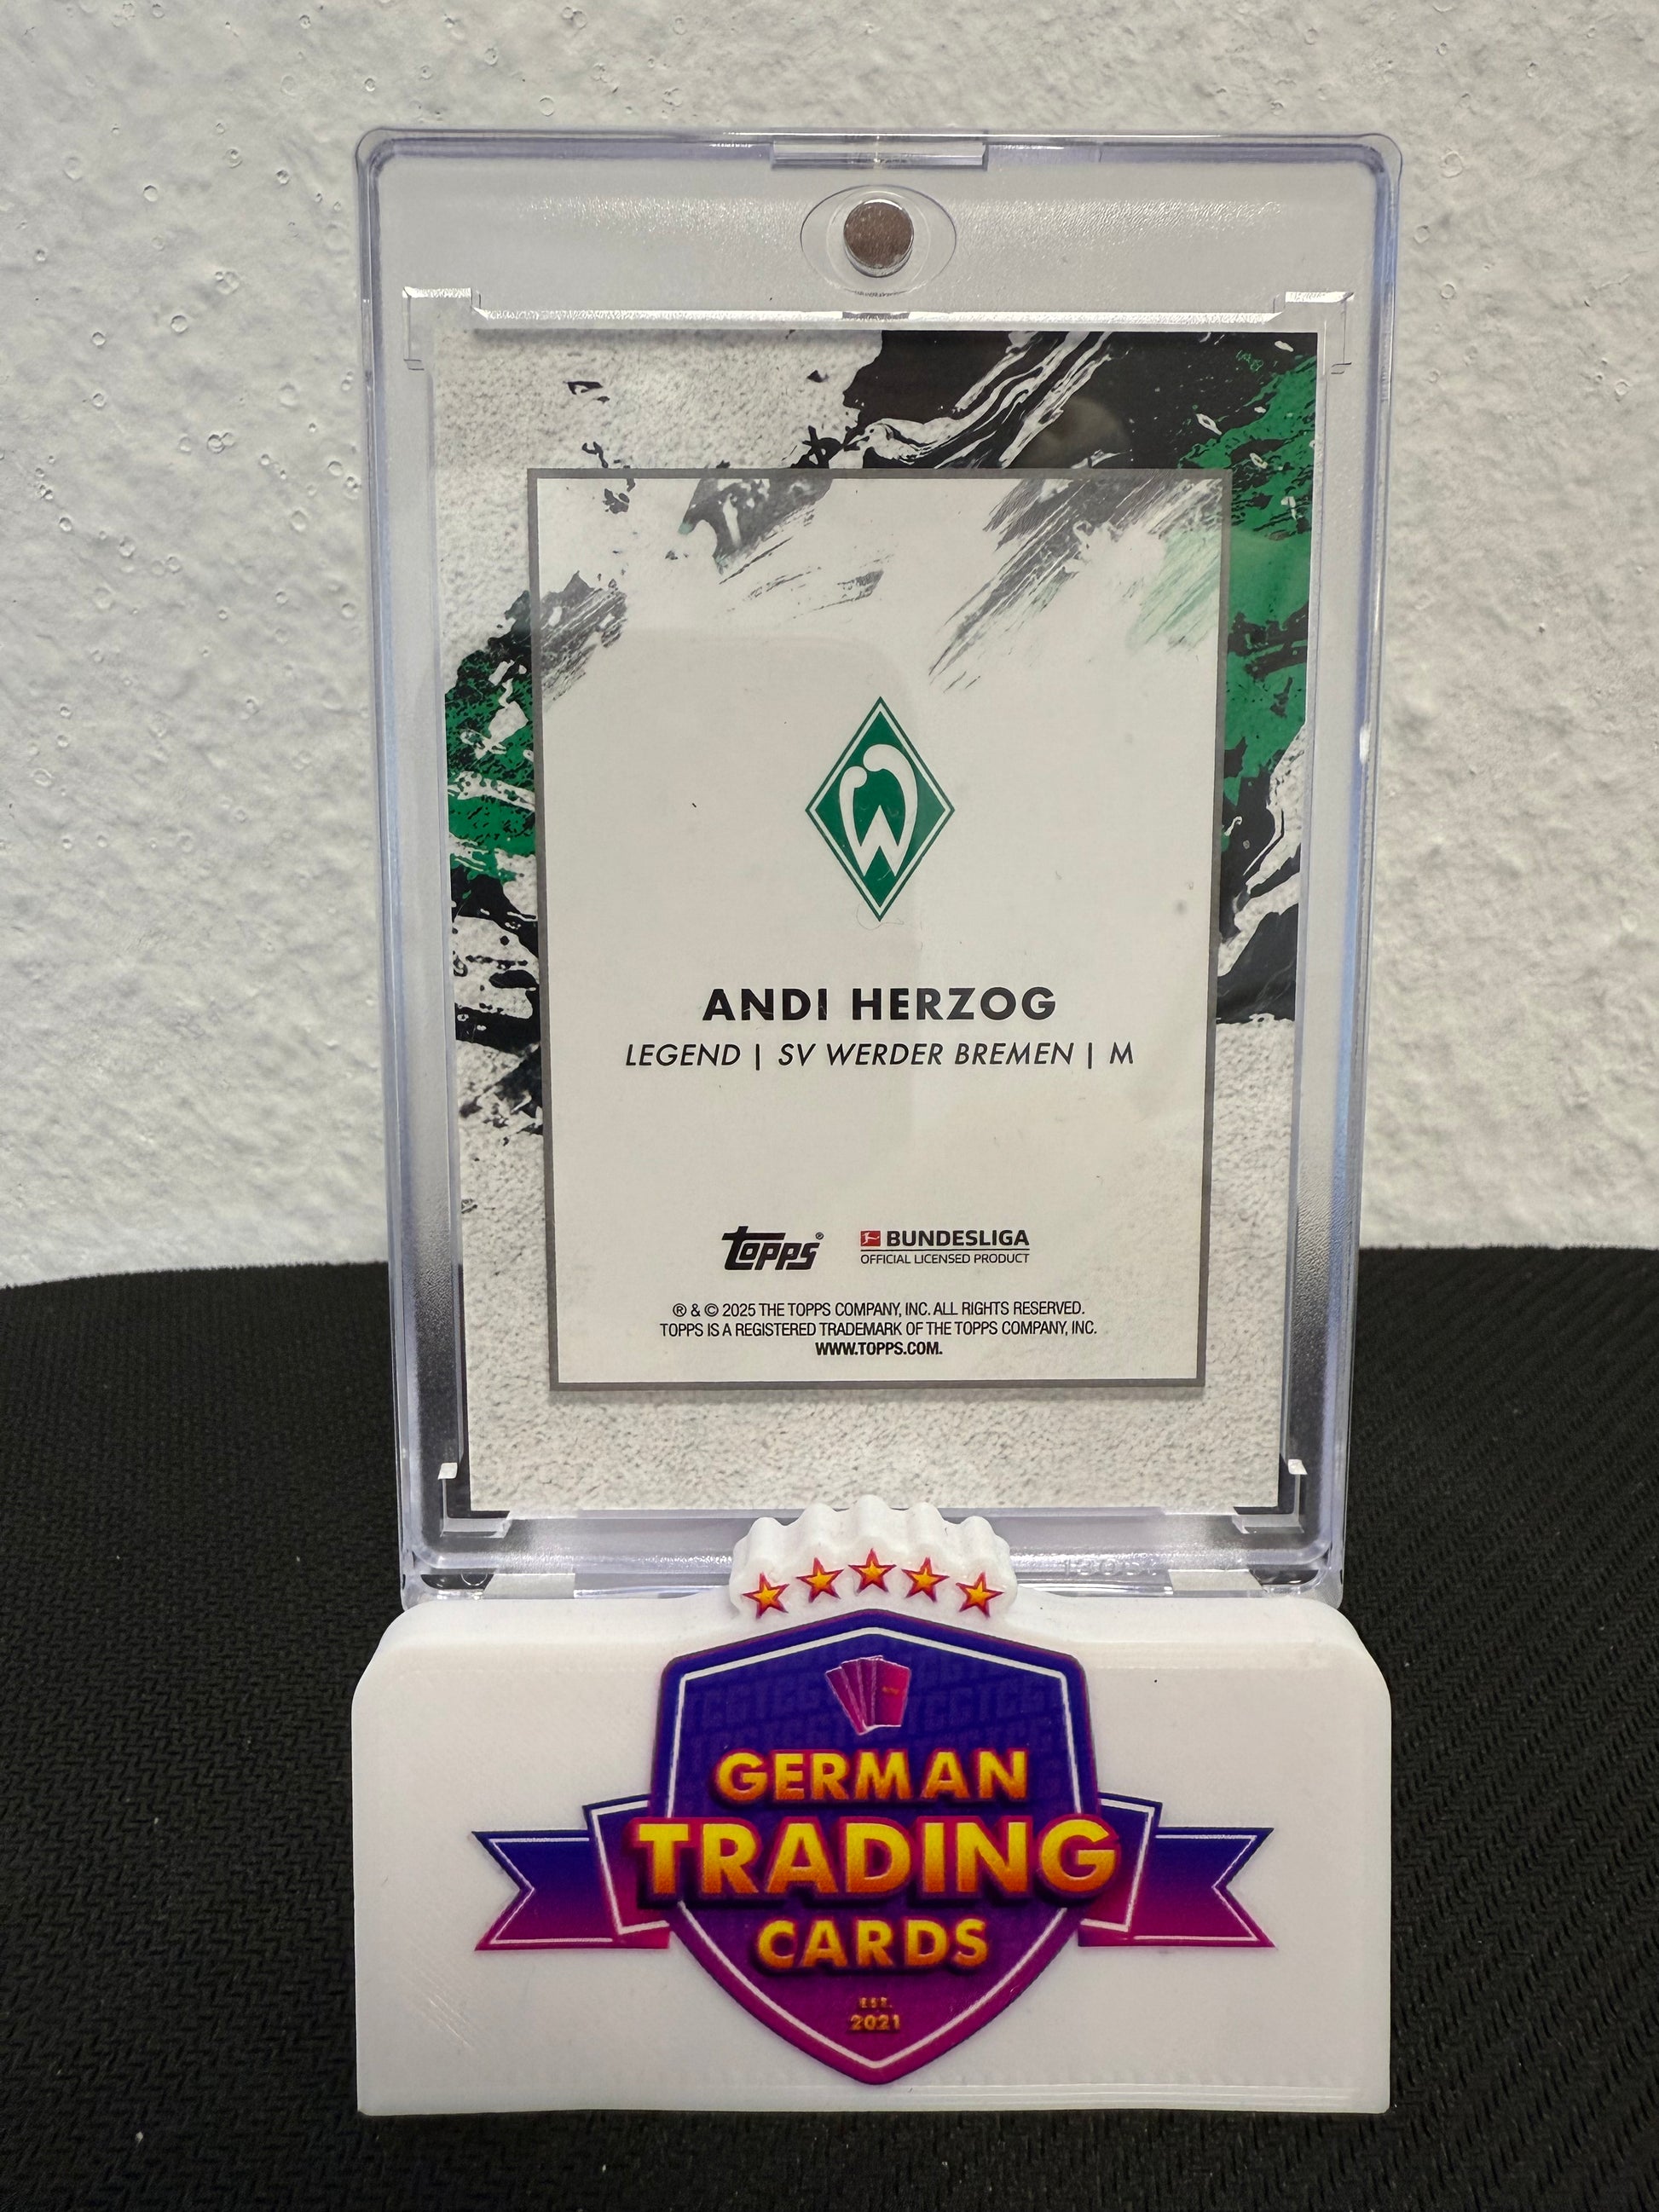 ANDI HERZOG
LEGEND | SV WERDER BREMEN | M
topps®
BUNDESLIGA
OFFICIAL LICENSED PRODUCT
® & © 2025 THE TOPPS COMPANY, INC. ALL RIGHTS RESERVED.
TOPPS IS A REGISTERED TRADEMARK OF THE TOPPS COMPANY, INC.
WWW.TOPPS.COM.
GERMAN
TRADING
CARDS
EST.
2021